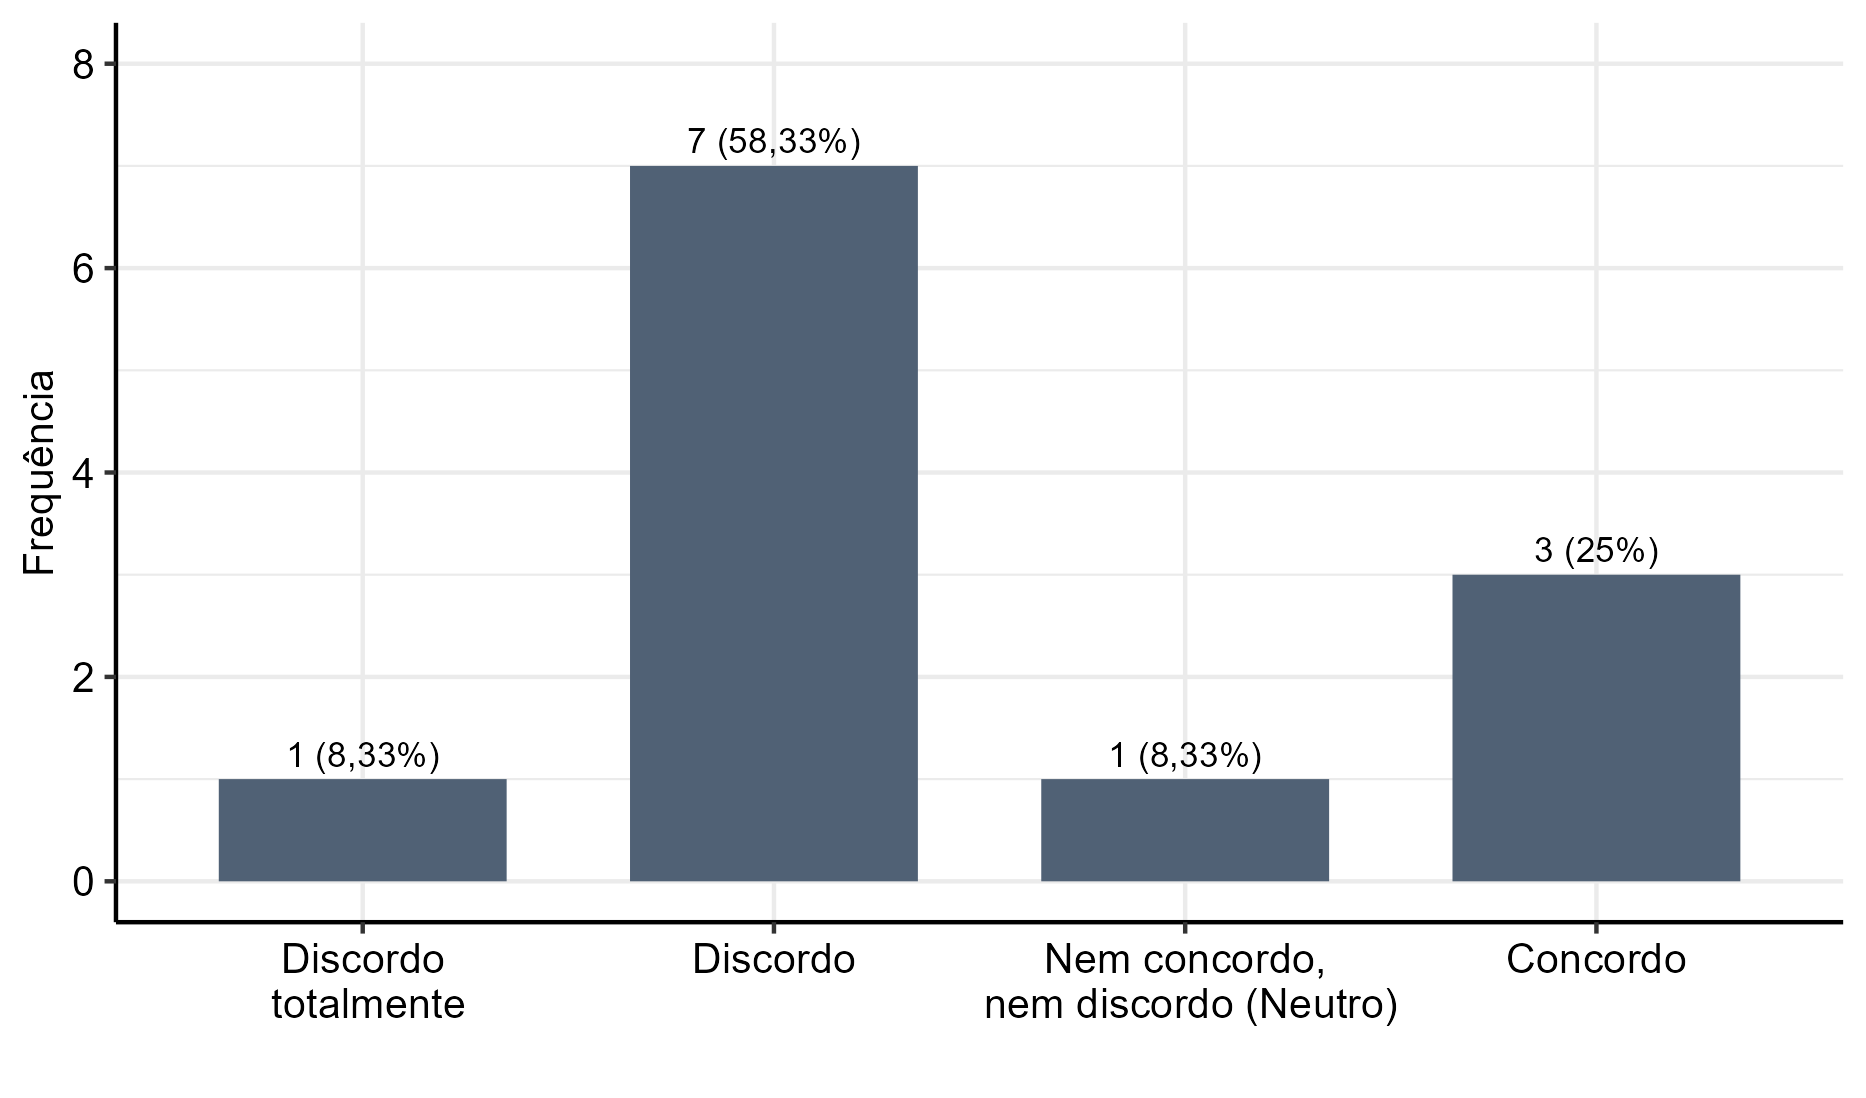 Frequência
8
6
4
2
0
1 (8,33%)
7 (58,33%)
1 (8,33%)
3 (25%)
Discordo
totalmente
Discordo
Nem concordo,
nem discordo (Neutro)
Concordo